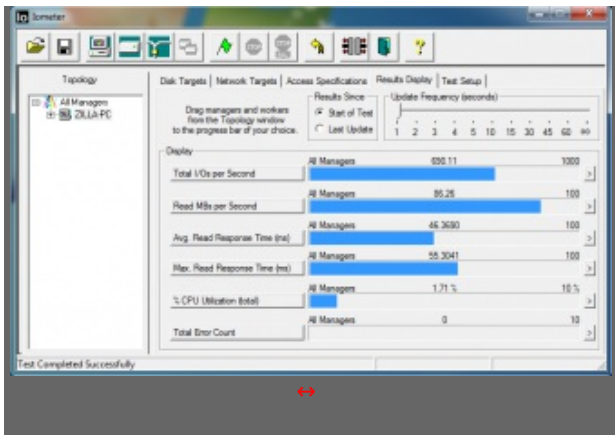 Iometer
Topology
All Managers
ZILLA-PC
Disk Targets Network Targets Access Specifications Results Display Test Setup
Drag managers and workers
from the Topology window
to the progress bar of your choice.
Results Since
Start of Test
Last Update
Update Frequency (seconds)
1 2 3 4 5 10 15 30 45 60 oo
Display
All Managers 690.11 1000
Total I/Os per Second
All Managers 86.26 100
Read MBs per Second
All Managers 46.3690 100
Avg. Read Response Time (ms)
All Managers 55.3041 100
Max. Read Response Time (ms)
All Managers 1.71 % 10 %
% CPU Utilization (total)
All Managers 0 10
Total Error Count
Test Completed Successfully